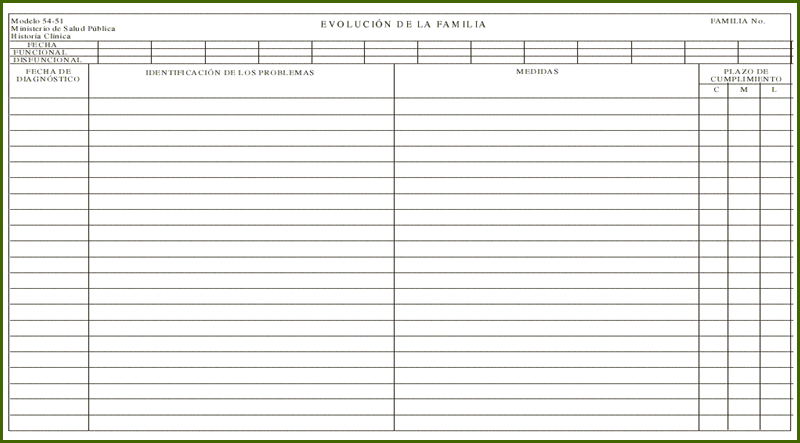 Modelo 54-51
Ministerio de Salud Pública
Historia Clínica
EVOLUCIÓN DE LA FAMILIA
FAMILIA No.
FECHA
FUNCIONAL
DISFUNCIONAL
FECHA DE
DIAGNÓSTICO
IDENTIFICACIÓN DE LOS PROBLEMAS
MEDIDAS
PLAZO DE
CUMPLIMIENTO
C M L